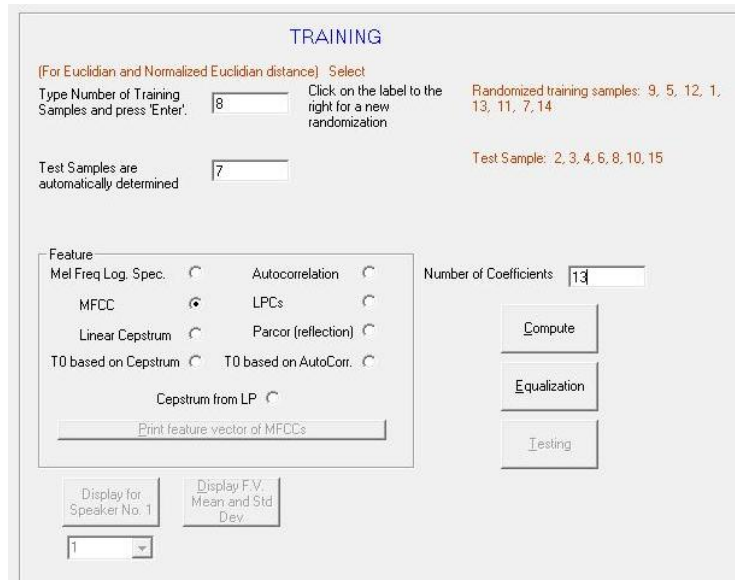 TRAINING
(For Euclidian and Normalized Euclidian distance) Select
Type Number of Training
Samples and press 'Enter'.
8
Click on the label to the
right for a new
randomization
Randomized training samples: 9, 5, 12, 1,
13, 11, 7, 14
Test Samples are
automatically determined
7
Test Sample: 2, 3, 4, 6, 8, 10, 15
Feature
Mel Freq Log. Spec.
Autocorrelation
MFCC
LPCs
Linear Cepstrum
Parcor (reflection)
T0 based on Cepstrum
T0 based on AutoCorr.
Cepstrum from LP
Print feature vector of MFCCs
Number of Coefficients
13
Compute
Equalization
Testing
Display for
Speaker No. 1
Display F.V.
Mean and Std
Dev
1